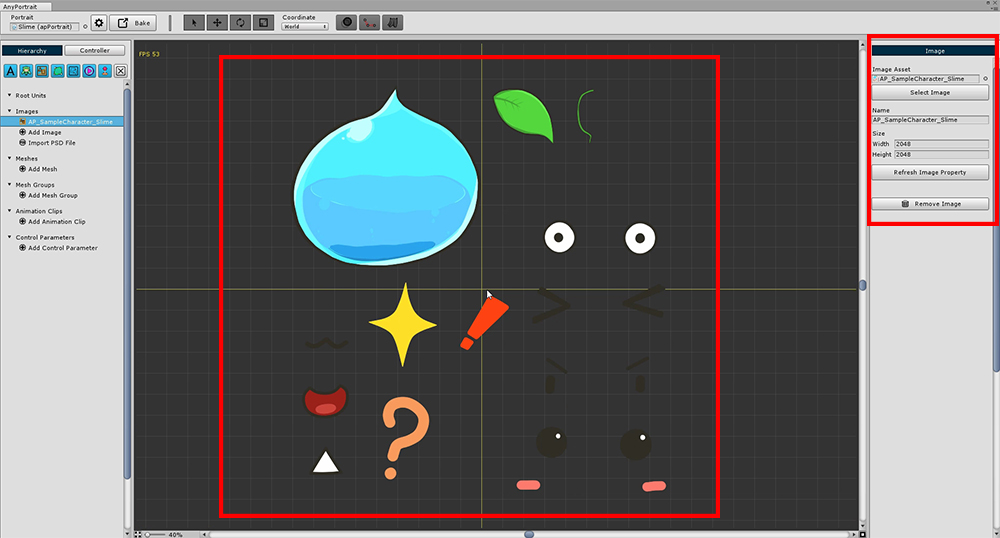 AnyPortrait
Portrait
Slime (apPortrait)
Bake
Coordinate
World
Hierarchy
Controller
Root Units
Images
AP_SampleCharacter_Slime
Add Image
Import PSD File
Meshes
Add Mesh
Mesh Groups
Add Mesh Group
Animation Clips
Add Animation Clip
Control Parameters
Add Control Parameter
FPS 53
40%
Image
Image Asset
AP_SampleCharacter_Slime
Select Image
Name
AP_SampleCharacter_Slime
Size
Width 2048
Height 2048
Refresh Image Property
Remove Image